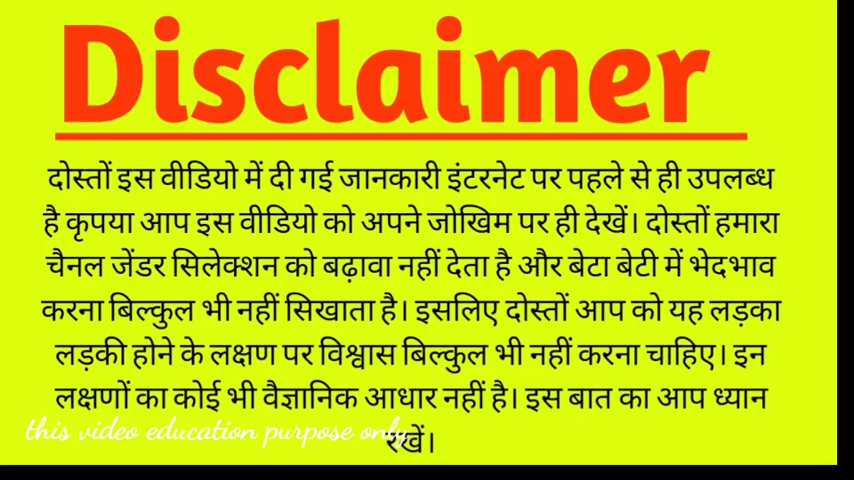 Disclaimer
दोस्तों इस वीडियो में दी गई जानकारी इंटरनेट पर पहले से ही उपलब्ध
है कृपया आप इस वीडियो को अपने जोखिम पर ही देखें। दोस्तों हमारा
चैनल जेंडर सिलेक्शन को बढ़ावा नहीं देता है और बेटा बेटी में भेदभाव
करना बिल्कुल भी नहीं सिखाता है। इसलिए दोस्तों आप को यह लड़का
लड़की होने के लक्षण पर विश्वास बिल्कुल भी नहीं करना चाहिए। इन
लक्षणों का कोई भी वैज्ञानिक आधार नहीं है। इस बात का आप ध्यान
रखें।
this video education purpose only